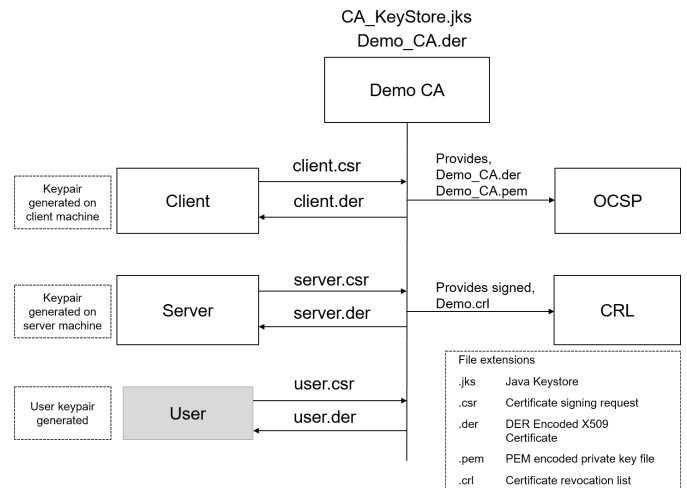 CA_KeyStore.jks
Demo_CA.der
Demo CA
Keypair
generated on
client machine
Client
client.csr
client.der
Provides,
Demo_CA.der
Demo_CA.pem
OCSP
Keypair
generated on
server machine
Server
server.csr
server.der
Provides signed,
Demo.crl
CRL
User keypair
generated
User
user.csr
user.der
File extensions
.jks Java Keystore
.csr Certificate signing request
.der DER Encoded X509
Certificate
.pem PEM encoded private key file
.crl Certificate revocation list